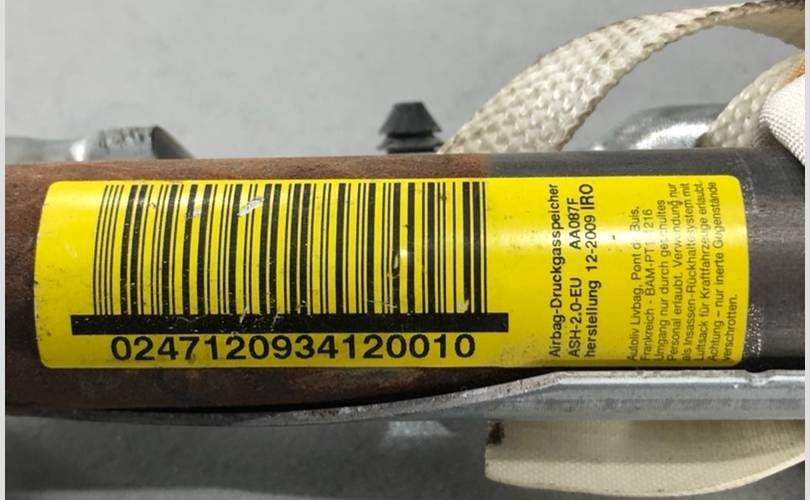 0247120934120010
Airbag-Druckgasspeicher
ASH-2.0-EU AA087F
herstellung 12-2009 IRO
Autoliv Livbag, Pont de Buis,
Frankreich - BAM-PT1- 216
Umgang nur durch geschultes
Personal erlaubt. Verwendung nur
als Insassen-Rückhaltesystem mit
Luftsack für Kraftfahrzeuge erlaubt.
Achtung – nur inerte Gegenstände
verschrotten.